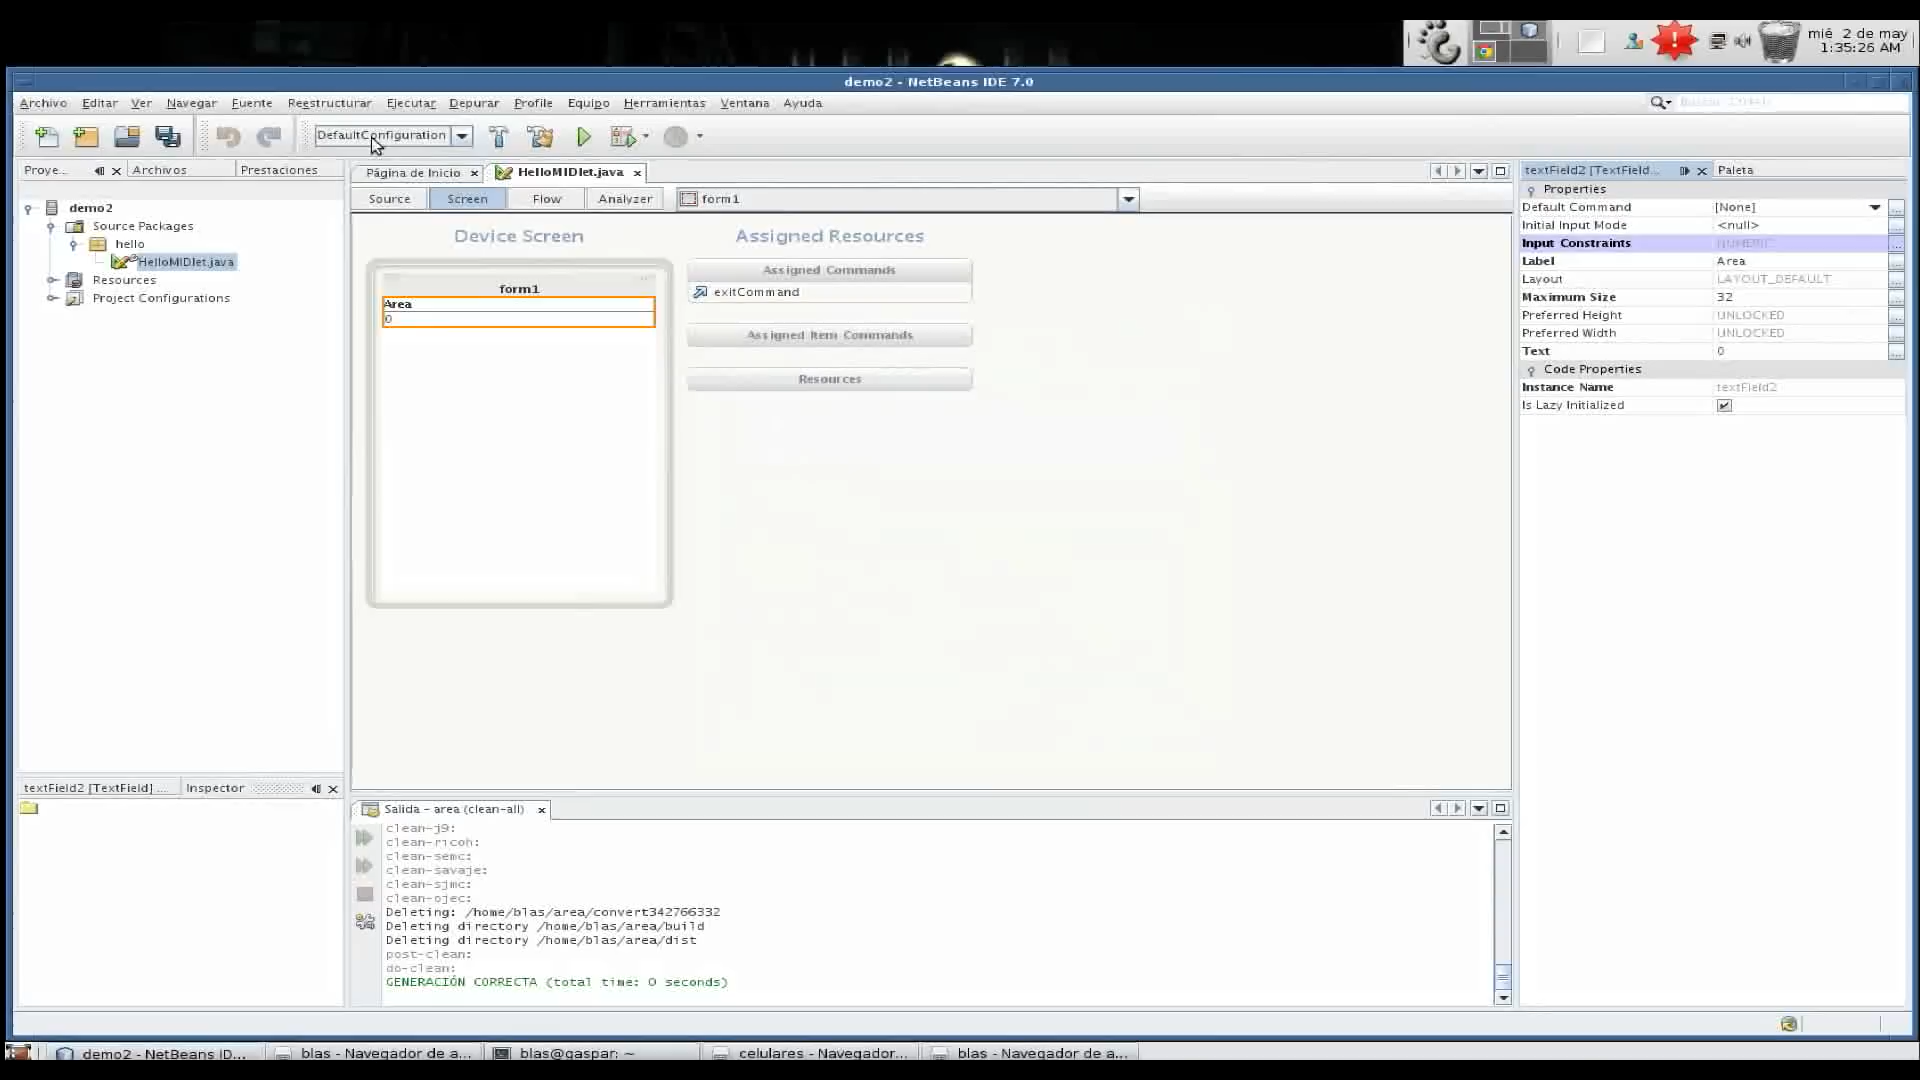 mié 2 de may
1:35:26 AM
demo2 - NetBeans IDE 7.0
Archivo Editar Ver Navegar Fuente Reestructurar Ejecutar Depurar Profile Equipo Herramientas Ventana Ayuda
DefaultConfiguration
Proye... Archivos Prestaciones
demo2
Source Packages
hello
HelloMIDlet.java
Resources
Project Configurations
Página de Inicio HelloMIDlet.java
Source Screen Flow Analyzer form1
Device Screen
form1
Area
0
Assigned Resources
Assigned Commands
exitCommand
Assigned Item Commands
Resources
textField2 [TextField... Paleta
Properties
Default Command [None]
Initial Input Mode <null>
Input Constraints NUMERIC
Label Area
Layout LAYOUT_DEFAULT
Maximum Size 32
Preferred Height UNLOCKED
Preferred Width UNLOCKED
Text 0
Code Properties
Instance Name textField2
Is Lazy Initialized
textField2 [TextField] ... Inspector
Salida - area (clean-all)
clean-j9:
clean-ricoh:
clean-semc:
clean-savaje:
clean-sjmc:
clean-ojec:
Deleting: /home/blas/area/convert342766332
Deleting directory /home/blas/area/build
Deleting directory /home/blas/area/dist
post-clean:
do-clean:
GENERACIÓN CORRECTA (total time: 0 seconds)
demo2 - NetBeans ID... blas - Navegador de a... blas@gaspar: ~ celulares - Navegador... blas - Navegador de a...